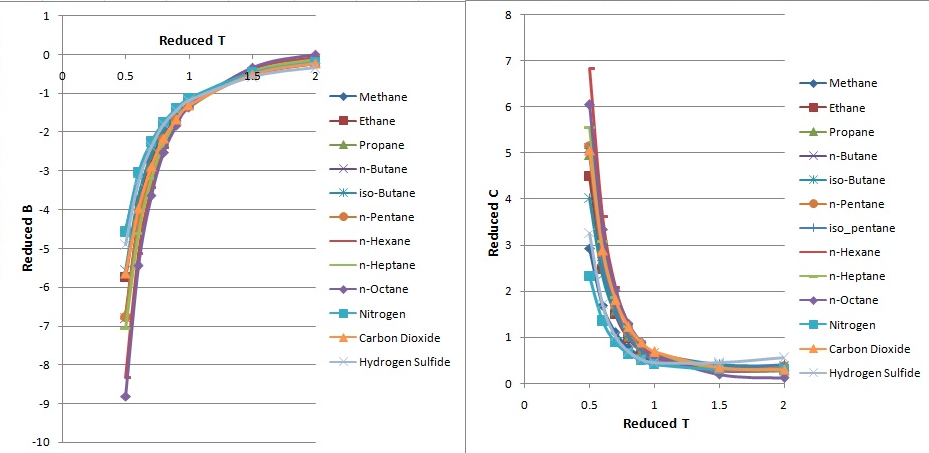 1
Reduced T
0
0 0.5 1 1.5 2
-1
-2
-3
-4
-5
-6
-7
-8
-9
-10
Reduced B
Methane
Ethane
Propane
n-Butane
iso-Butane
n-Pentane
n-Hexane
n-Heptane
n-Octane
Nitrogen
Carbon Dioxide
Hydrogen Sulfide
8
7
6
5
4
3
2
1
0
Reduced C
0 0.5 1 1.5 2
Reduced T
Methane
Ethane
Propane
n-Butane
iso-Butane
n-Pentane
iso_pentane
n-Hexane
n-Heptane
n-Octane
Nitrogen
Carbon Dioxide
Hydrogen Sulfide